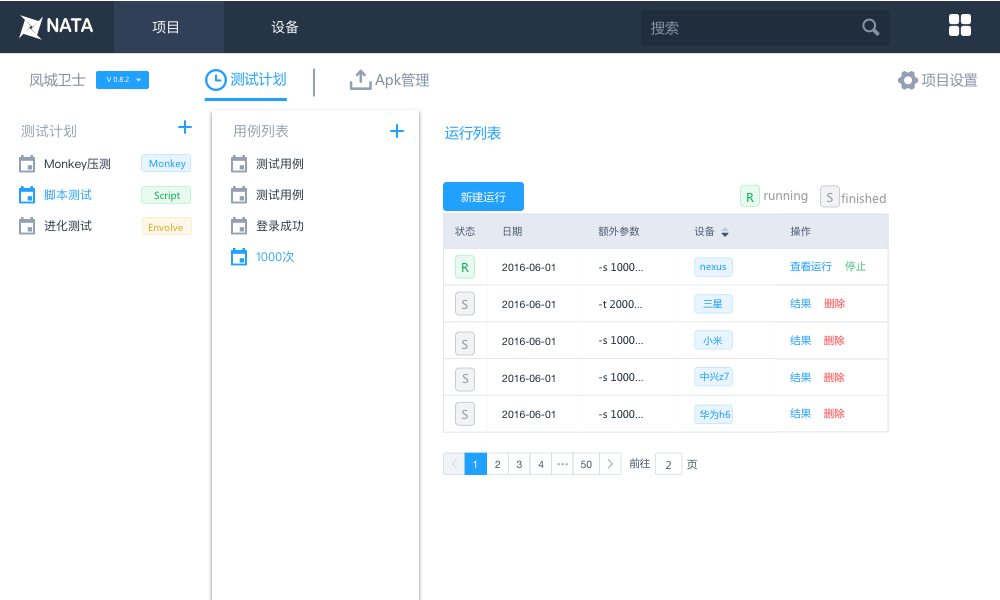 NATA 项目 设备 搜索
凤城卫士 V 0.8.2 测试计划 Apk管理 项目设置
测试计划
Monkey压测 Monkey
脚本测试 Script
进化测试 Envolve
用例列表
测试用例
测试用例
登录成功
1000次
运行列表
新建运行 R running S finished
状态 日期 额外参数 设备 操作
R 2016-06-01 -s 1000... nexus 查看运行 停止
S 2016-06-01 -t 2000... 三星 结果 删除
S 2016-06-01 -s 1000... 小米 结果 删除
S 2016-06-01 -s 1000... 中兴z7 结果 删除
S 2016-06-01 -s 1000... 华为h6 结果 删除
1 2 3 4 ··· 50 前往 2 页